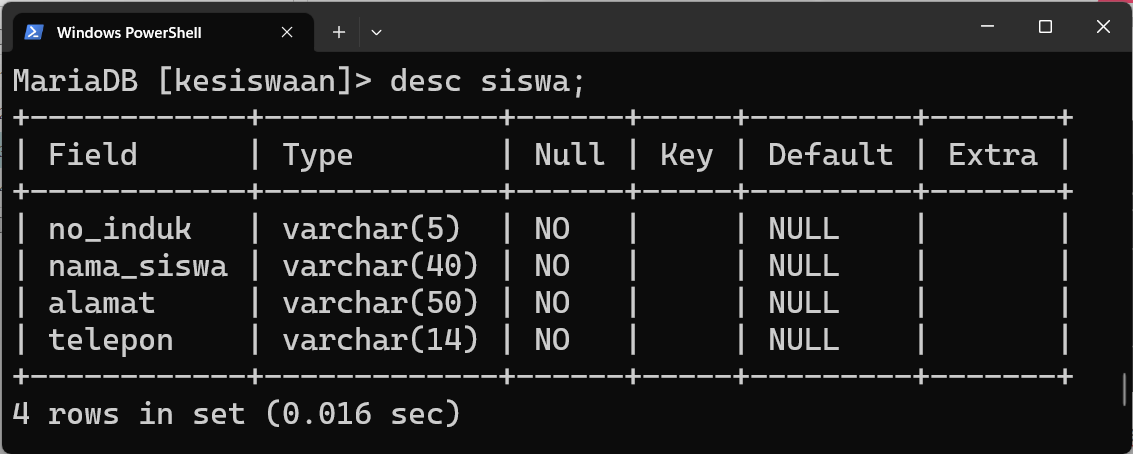 Windows PowerShell
MariaDB [kesiswaan]> desc siswa;
+------------+-------------+------+-----+---------+-------+
| Field      | Type        | Null | Key | Default | Extra |
+------------+-------------+------+-----+---------+-------+
| no_induk   | varchar(5)  | NO   |     | NULL    |       |
| nama_siswa | varchar(40) | NO   |     | NULL    |       |
| alamat     | varchar(50) | NO   |     | NULL    |       |
| telepon    | varchar(14) | NO   |     | NULL    |       |
+------------+-------------+------+-----+---------+-------+
4 rows in set (0.016 sec)